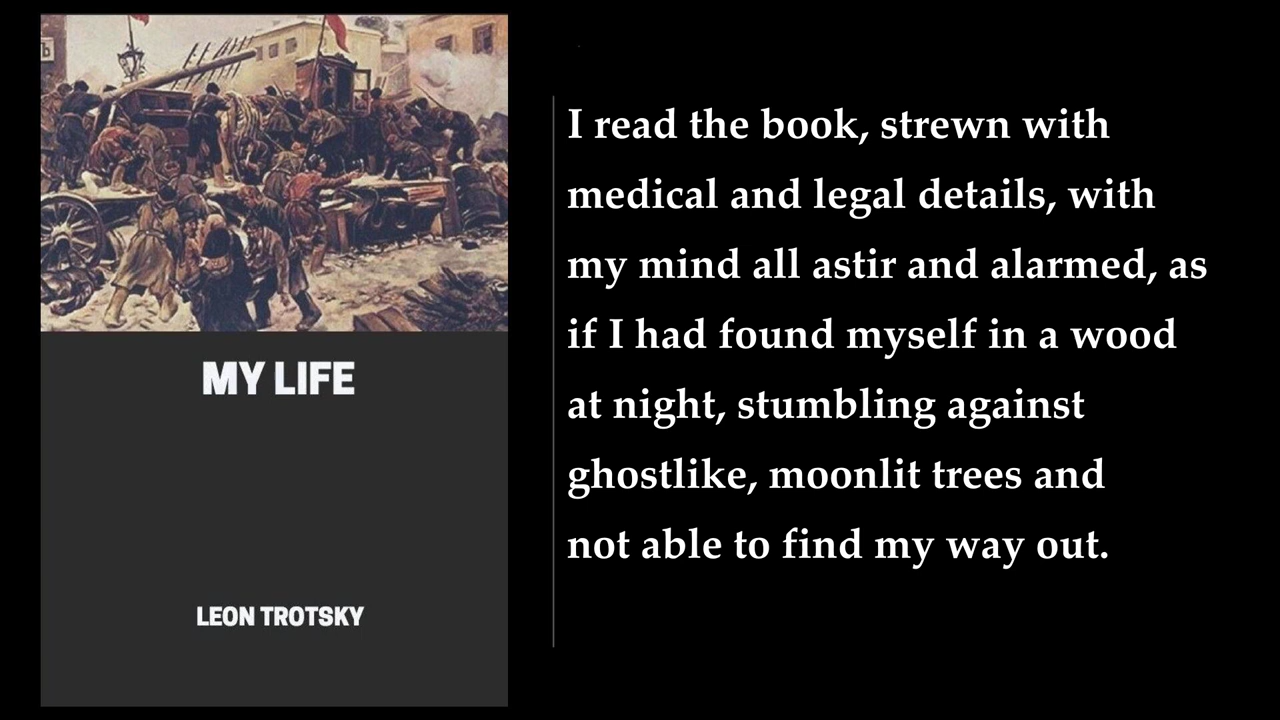 MY LIFE
LEON TROTSKY
I read the book, strewn with
medical and legal details, with
my mind all astir and alarmed, as
if I had found myself in a wood
at night, stumbling against
ghostlike, moonlit trees and
not able to find my way out.